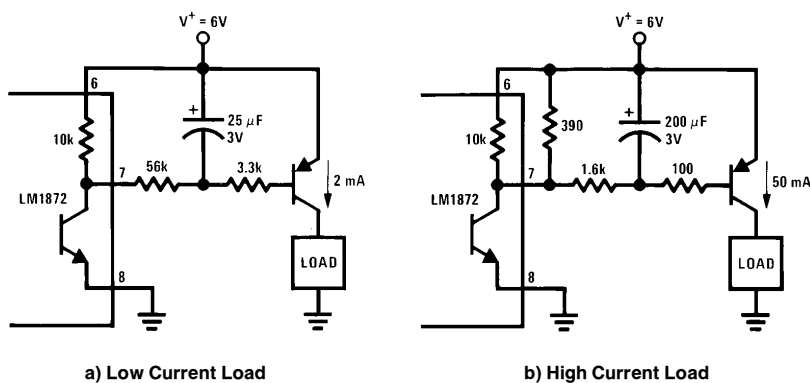 V+ = 6V
6
10k
+
25 μF
3V
7
56k
3.3k
2 mA
LM1872
8
LOAD
a) Low Current Load
V+ = 6V
6
10k
390
+
200 μF
3V
7
1.6k
100
50 mA
LM1872
8
LOAD
b) High Current Load